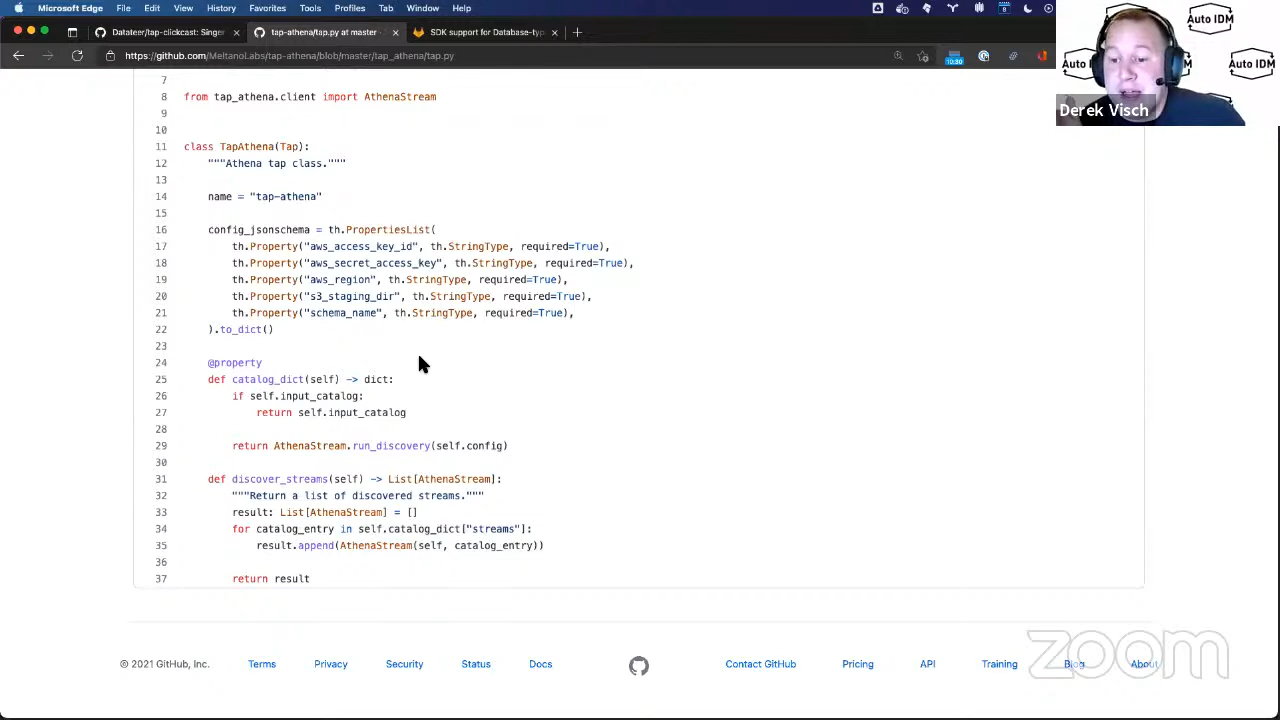 Microsoft Edge File Edit View History Favorites Tools Profiles Tab Window Help
Datateer/tap-clickcast: Singer
tap-athena/tap.py at master
SDK support for Database-typ
https://github.com/MeltanoLabs/tap-athena/blob/master/tap_athena/tap.py
10:30
Auto IDM
Auto IDM
Derek Visch
7
8 from tap_athena.client import AthenaStream
9
10
11 class TapAthena(Tap):
12 """Athena tap class."""
13
14 name = "tap-athena"
15
16 config_jsonschema = th.PropertiesList(
17 th.Property("aws_access_key_id", th.StringType, required=True),
18 th.Property("aws_secret_access_key", th.StringType, required=True),
19 th.Property("aws_region", th.StringType, required=True),
20 th.Property("s3_staging_dir", th.StringType, required=True),
21 th.Property("schema_name", th.StringType, required=True),
22 ).to_dict()
23
24 @property
25 def catalog_dict(self) -> dict:
26 if self.input_catalog:
27 return self.input_catalog
28
29 return AthenaStream.run_discovery(self.config)
30
31 def discover_streams(self) -> List[AthenaStream]:
32 """Return a list of discovered streams."""
33 result: List[AthenaStream] = []
34 for catalog_entry in self.catalog_dict["streams"]:
35 result.append(AthenaStream(self, catalog_entry))
36
37 return result
© 2021 GitHub, Inc. Terms Privacy Security Status Docs Contact GitHub Pricing API Training Blog About
zoom